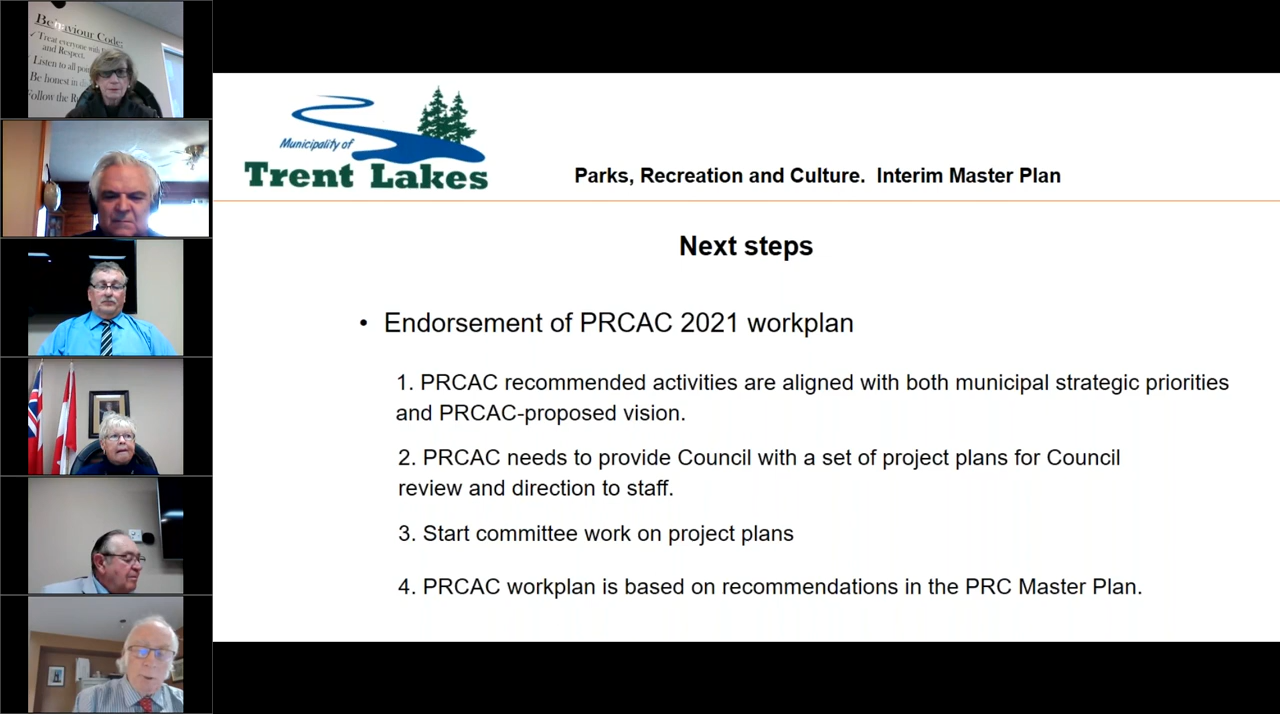 Behaviour Code:
✓ Treat everyone with
and Respect.
Listen to all
Be honest in
Follow the
Municipality of
Trent Lakes
Parks, Recreation and Culture. Interim Master Plan
Next steps
• Endorsement of PRCAC 2021 workplan
1. PRCAC recommended activities are aligned with both municipal strategic priorities
and PRCAC-proposed vision.
2. PRCAC needs to provide Council with a set of project plans for Council
review and direction to staff.
3. Start committee work on project plans
4. PRCAC workplan is based on recommendations in the PRC Master Plan.